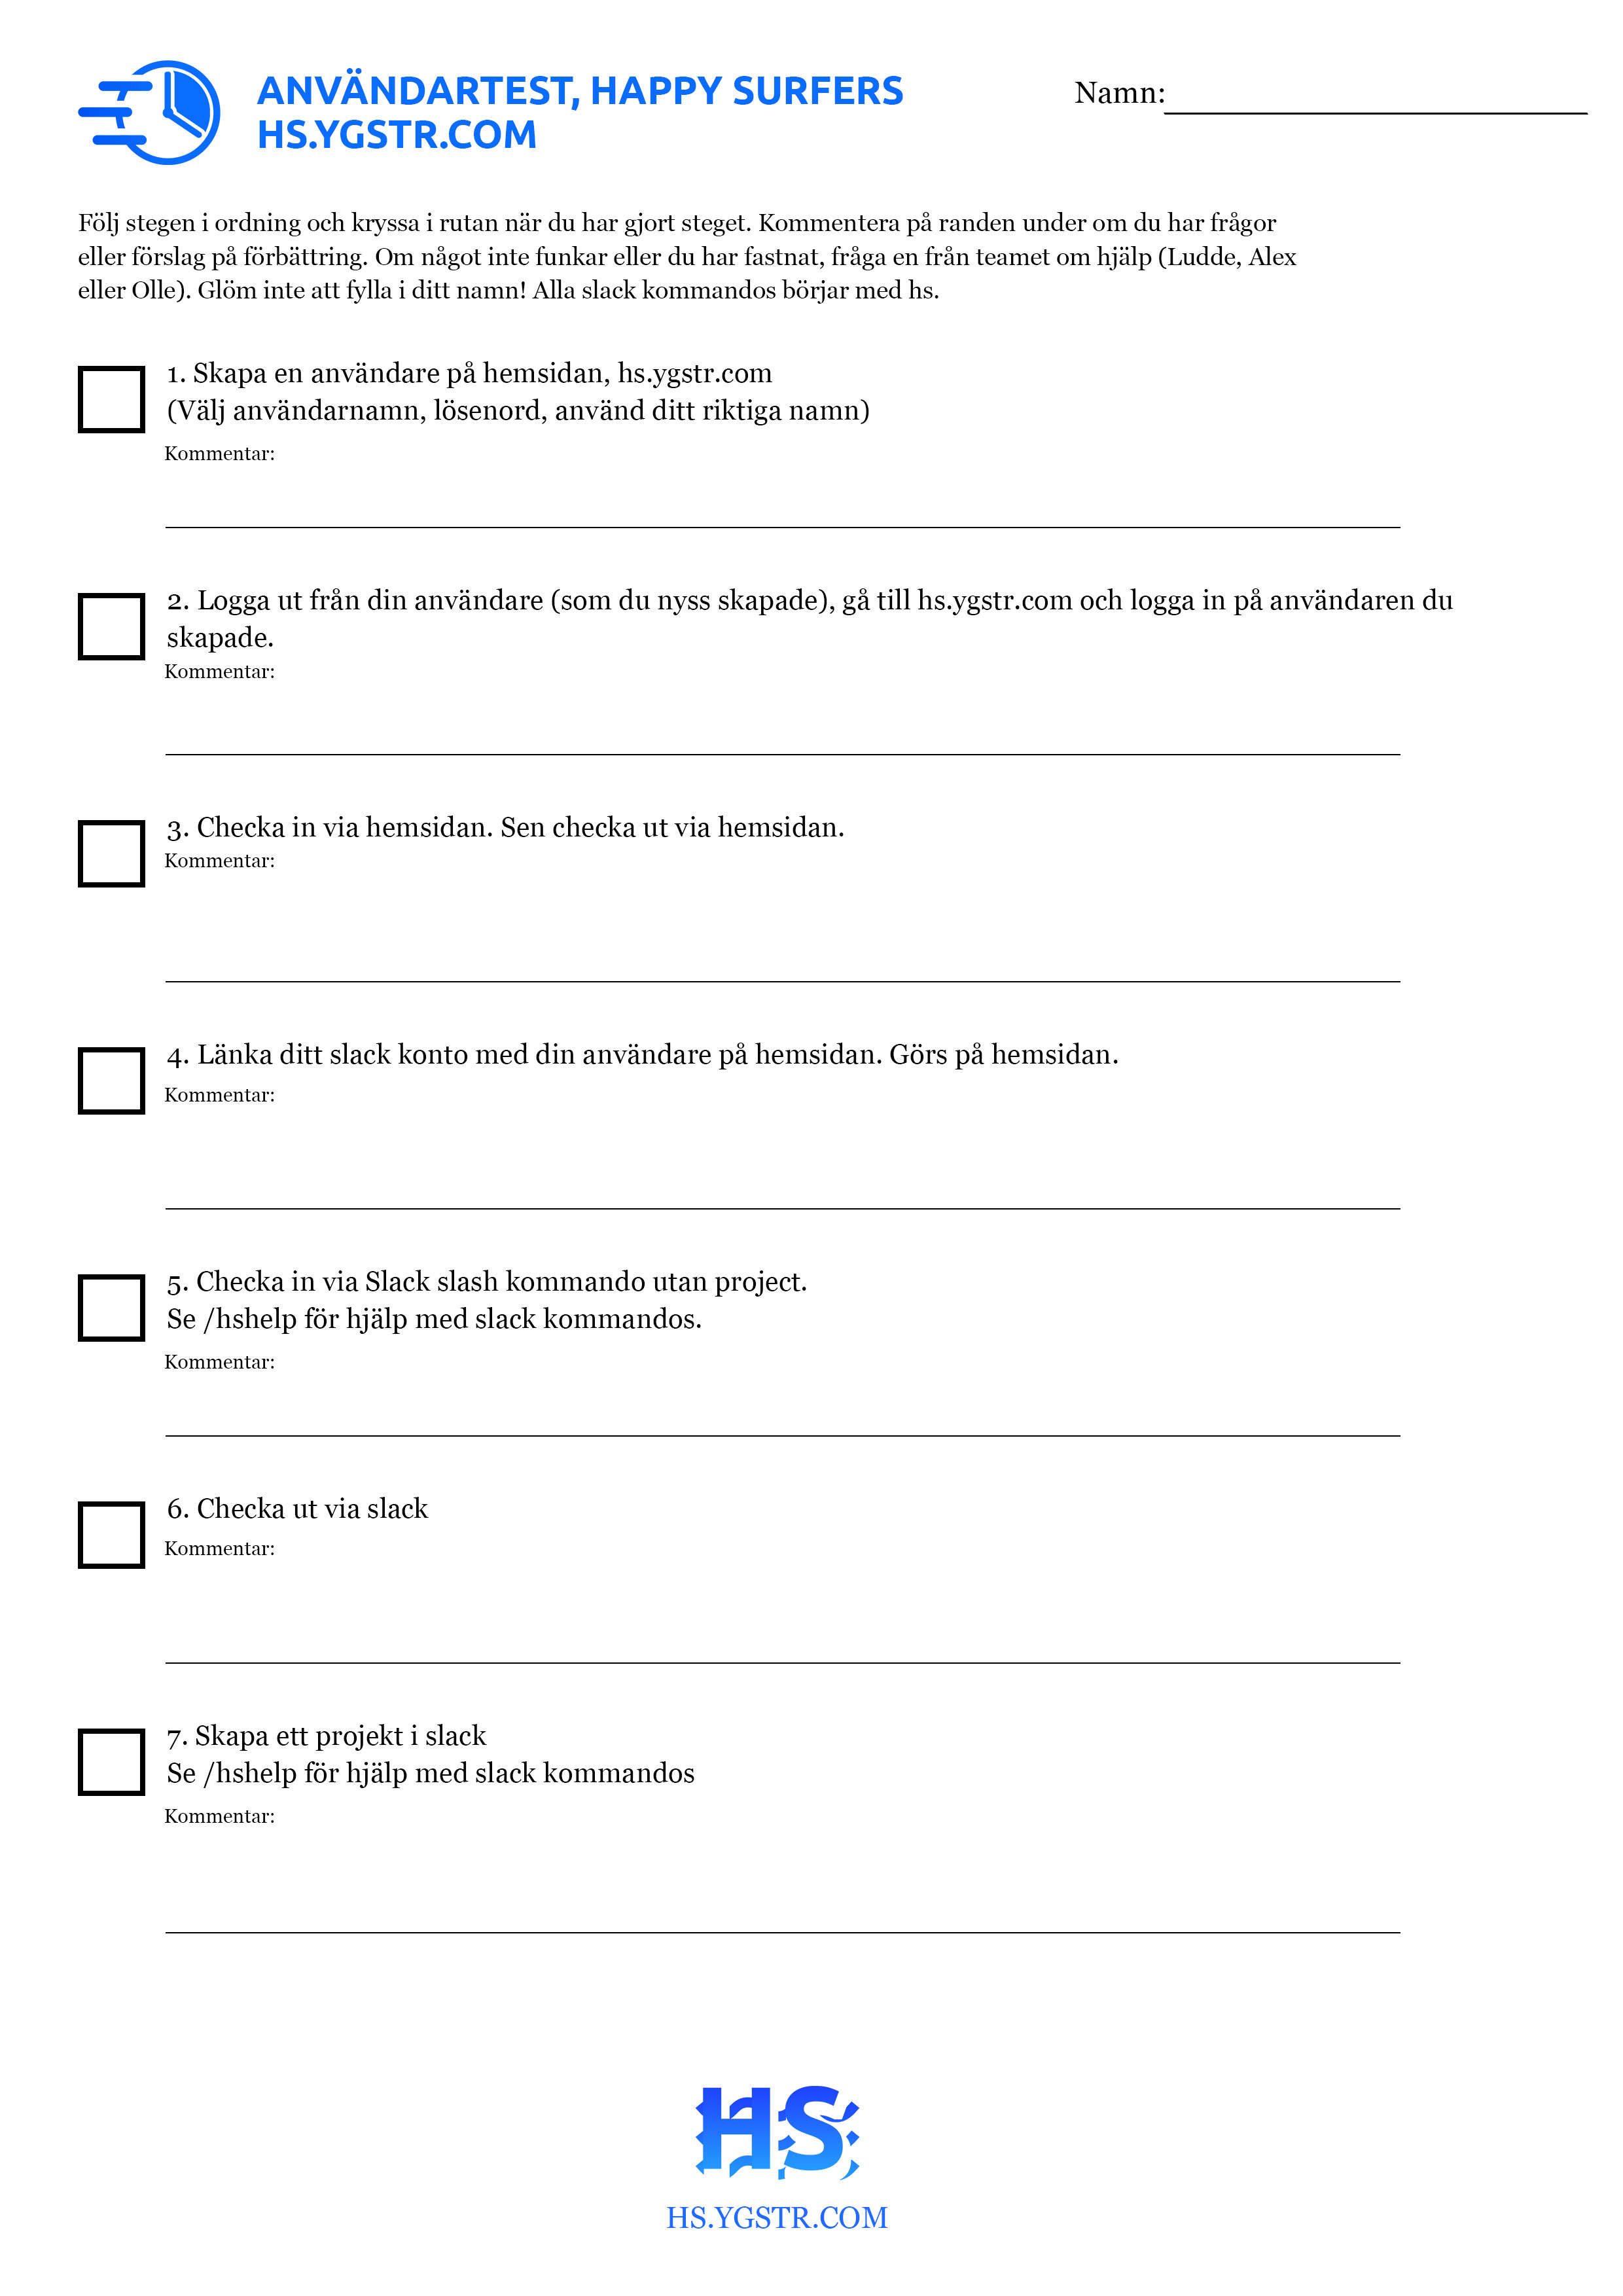 ANVÄNDARTEST, HAPPY SURFERS
HS.YGSTR.COM
Namn:
Följ stegen i ordning och kryssa i rutan när du har gjort steget. Kommentera på randen under om du har frågor
eller förslag på förbättring. Om något inte funkar eller du har fastnat, fråga en från teamet om hjälp (Ludde, Alex
eller Olle). Glöm inte att fylla i ditt namn! Alla slack kommandos börjar med hs.
1. Skapa en användare på hemsidan, hs.ygstr.com
(Välj användarnamn, lösenord, använd ditt riktiga namn)
Kommentar:
2. Logga ut från din användare (som du nyss skapade), gå till hs.ygstr.com och logga in på användaren du
skapade.
Kommentar:
3. Checka in via hemsidan. Sen checka ut via hemsidan.
Kommentar:
4. Länka ditt slack konto med din användare på hemsidan. Görs på hemsidan.
Kommentar:
5. Checka in via Slack slash kommando utan project.
Se /hshelp för hjälp med slack kommandos.
Kommentar:
6. Checka ut via slack
Kommentar:
7. Skapa ett projekt i slack
Se /hshelp för hjälp med slack kommandos
Kommentar:
HS
HS.YGSTR.COM